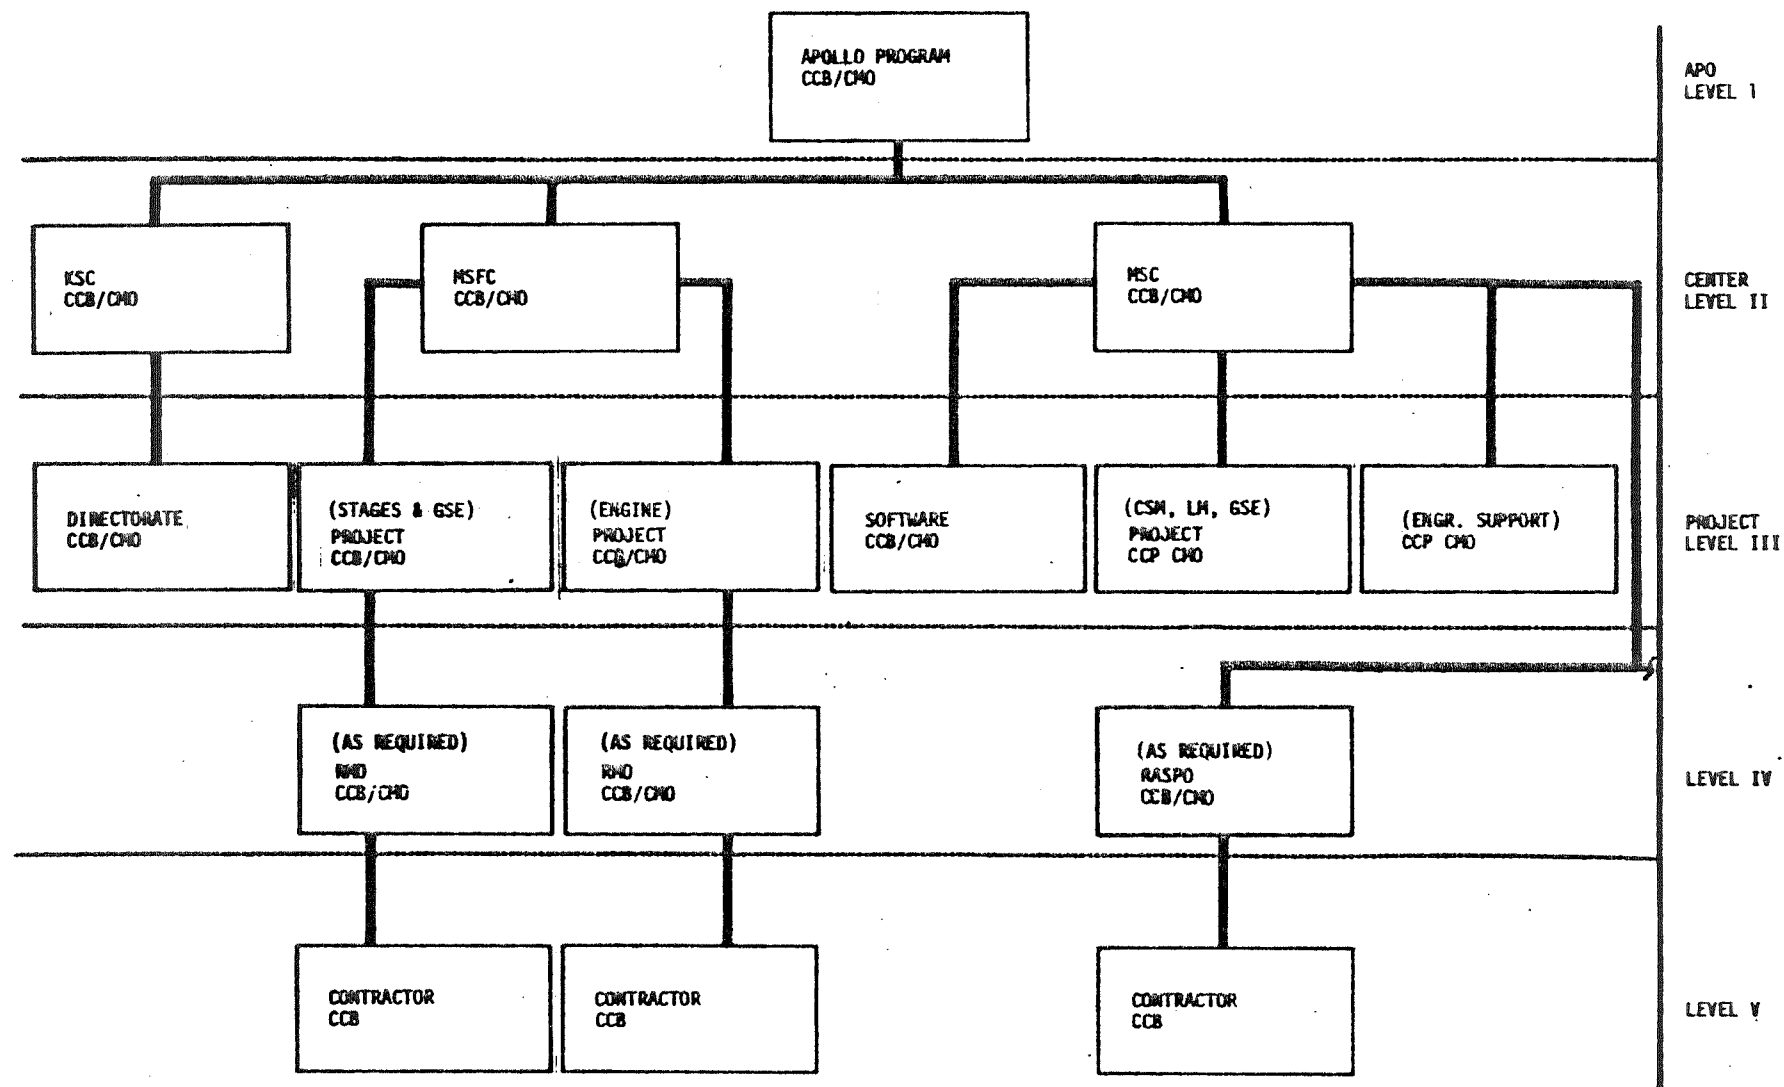 APOLLO PROGRAM
CCB/CMO
APO
LEVEL I
KSC
CCB/CMO
MSFC
CCB/CMO
MSC
CCB/CMO
CENTER
LEVEL II
DIRECTORATE
CCB/CMO
(STAGES & GSE)
PROJECT
CCB/CMO
(ENGINE)
PROJECT
CCB/CMO
SOFTWARE
CCB/CMO
(CSM, LM, GSE)
PROJECT
CCP CMO
(ENGR. SUPPORT)
CCP CMO
PROJECT
LEVEL III
(AS REQUIRED)
RMO
CCB/CMO
(AS REQUIRED)
RMO
CCB/CMO
(AS REQUIRED)
RASPO
CCB/CMO
LEVEL IV
CONTRACTOR
CCB
CONTRACTOR
CCB
CONTRACTOR
CCB
LEVEL V